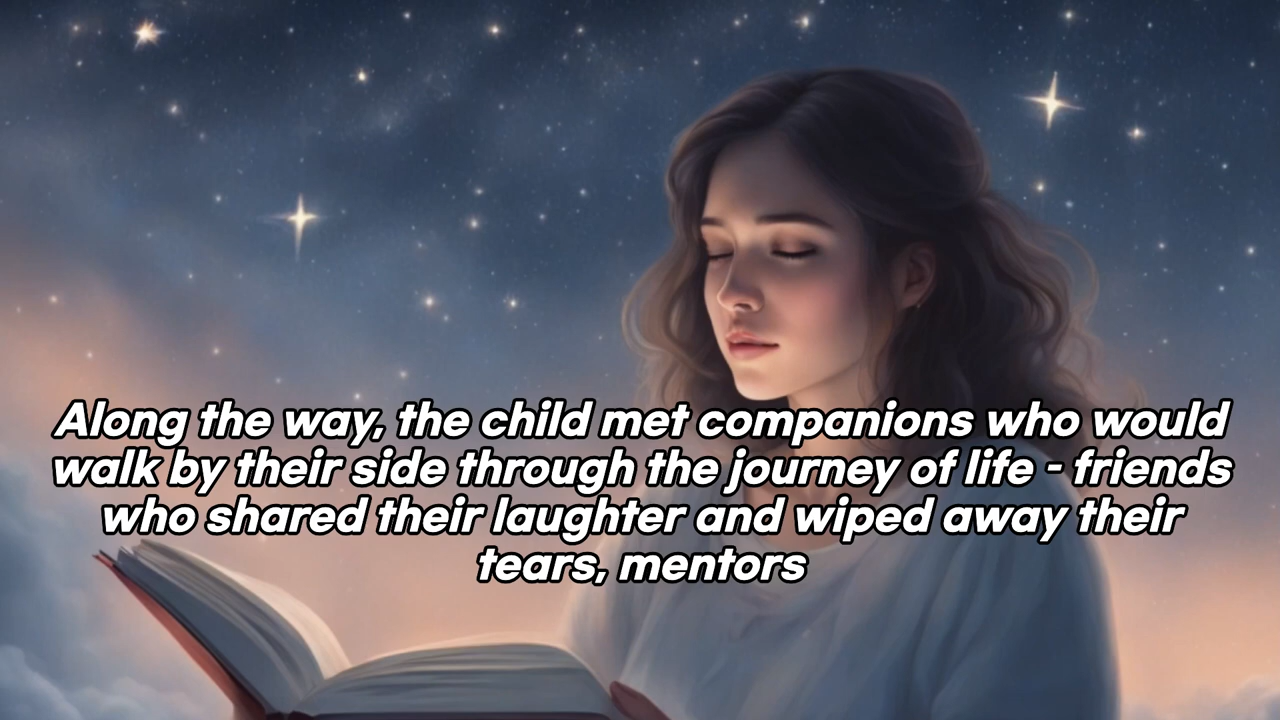 Along the way, the child met companions who would
walk by their side through the journey of life - friends
who shared their laughter and wiped away their
tears, mentors